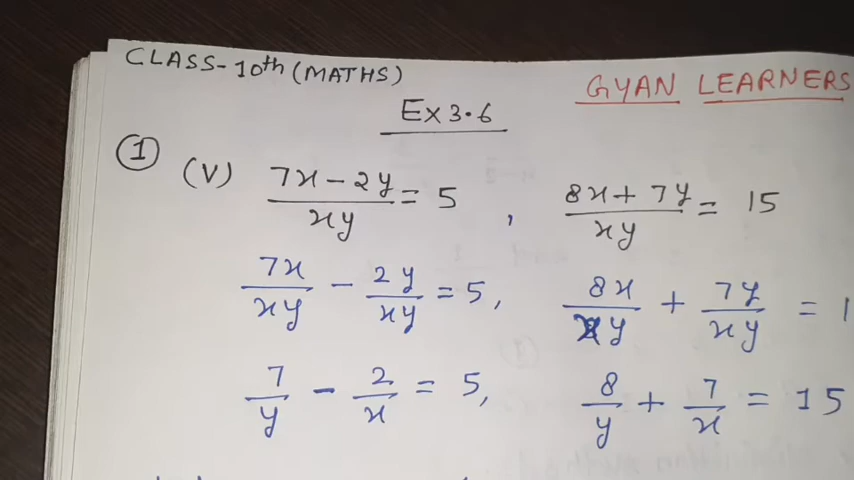 CLASS-10th (MATHS)
GYAN LEARNERS
Ex 3.6
① (V) (7x - 2y)/(xy) = 5 , (8x + 7y)/(xy) = 15
7x/(xy) - 2y/(xy) = 5, 8x/(xy) + 7y/(xy) = 1
7/y - 2/x = 5, 8/y + 7/x = 15